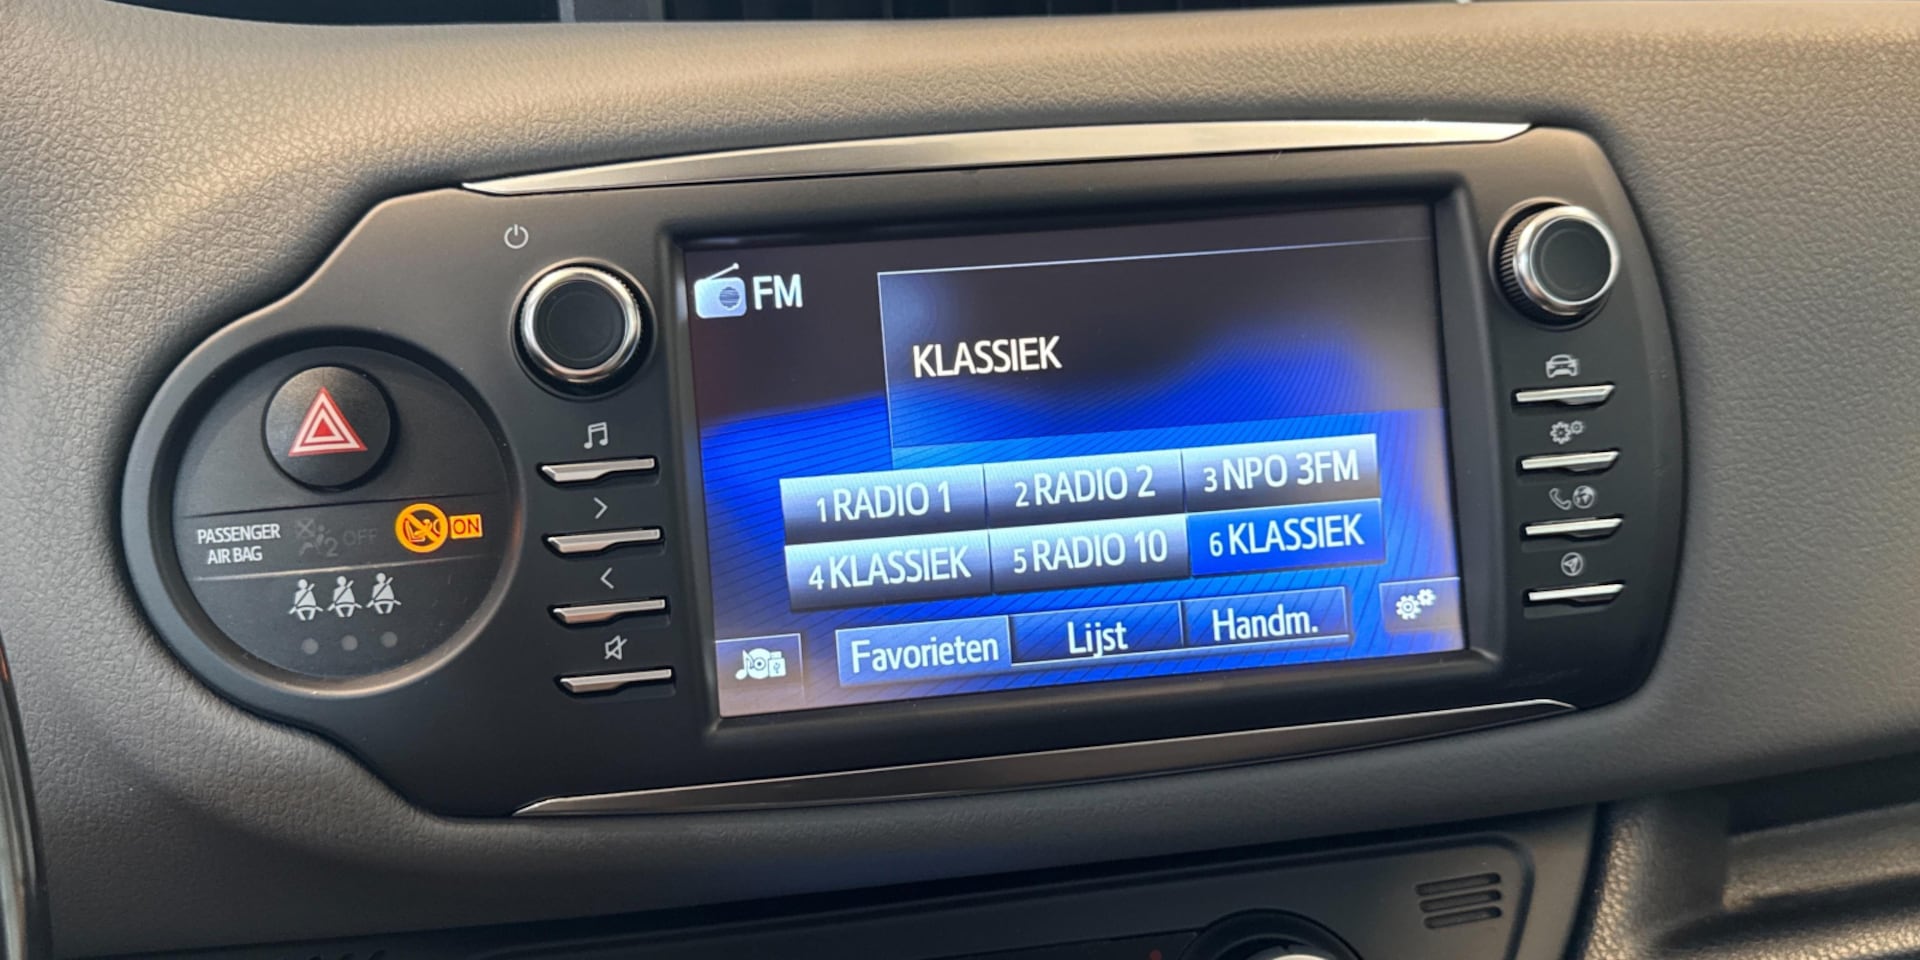 FM
KLASSIEK
1 RADIO 1
2 RADIO 2
3 NPO 3FM
4 KLASSIEK
5 RADIO 10
6 KLASSIEK
Favorieten
Lijst
Handm.
PASSENGER
AIR BAG
2 OFF
ON